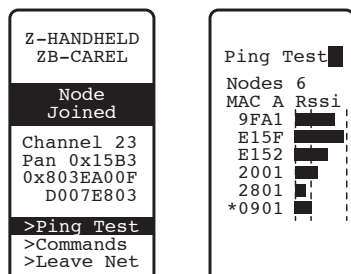 Z-HANDHELD
ZB-CAREL
Node
Joined
Channel 23
Pan 0x15B3
0x803EA00F
D007E803
>Ping Test
>Commands
>Leave Net
Ping Test
Nodes 6
MAC A Rssi
9FA1
E15F
E152
2001
2801
*0901